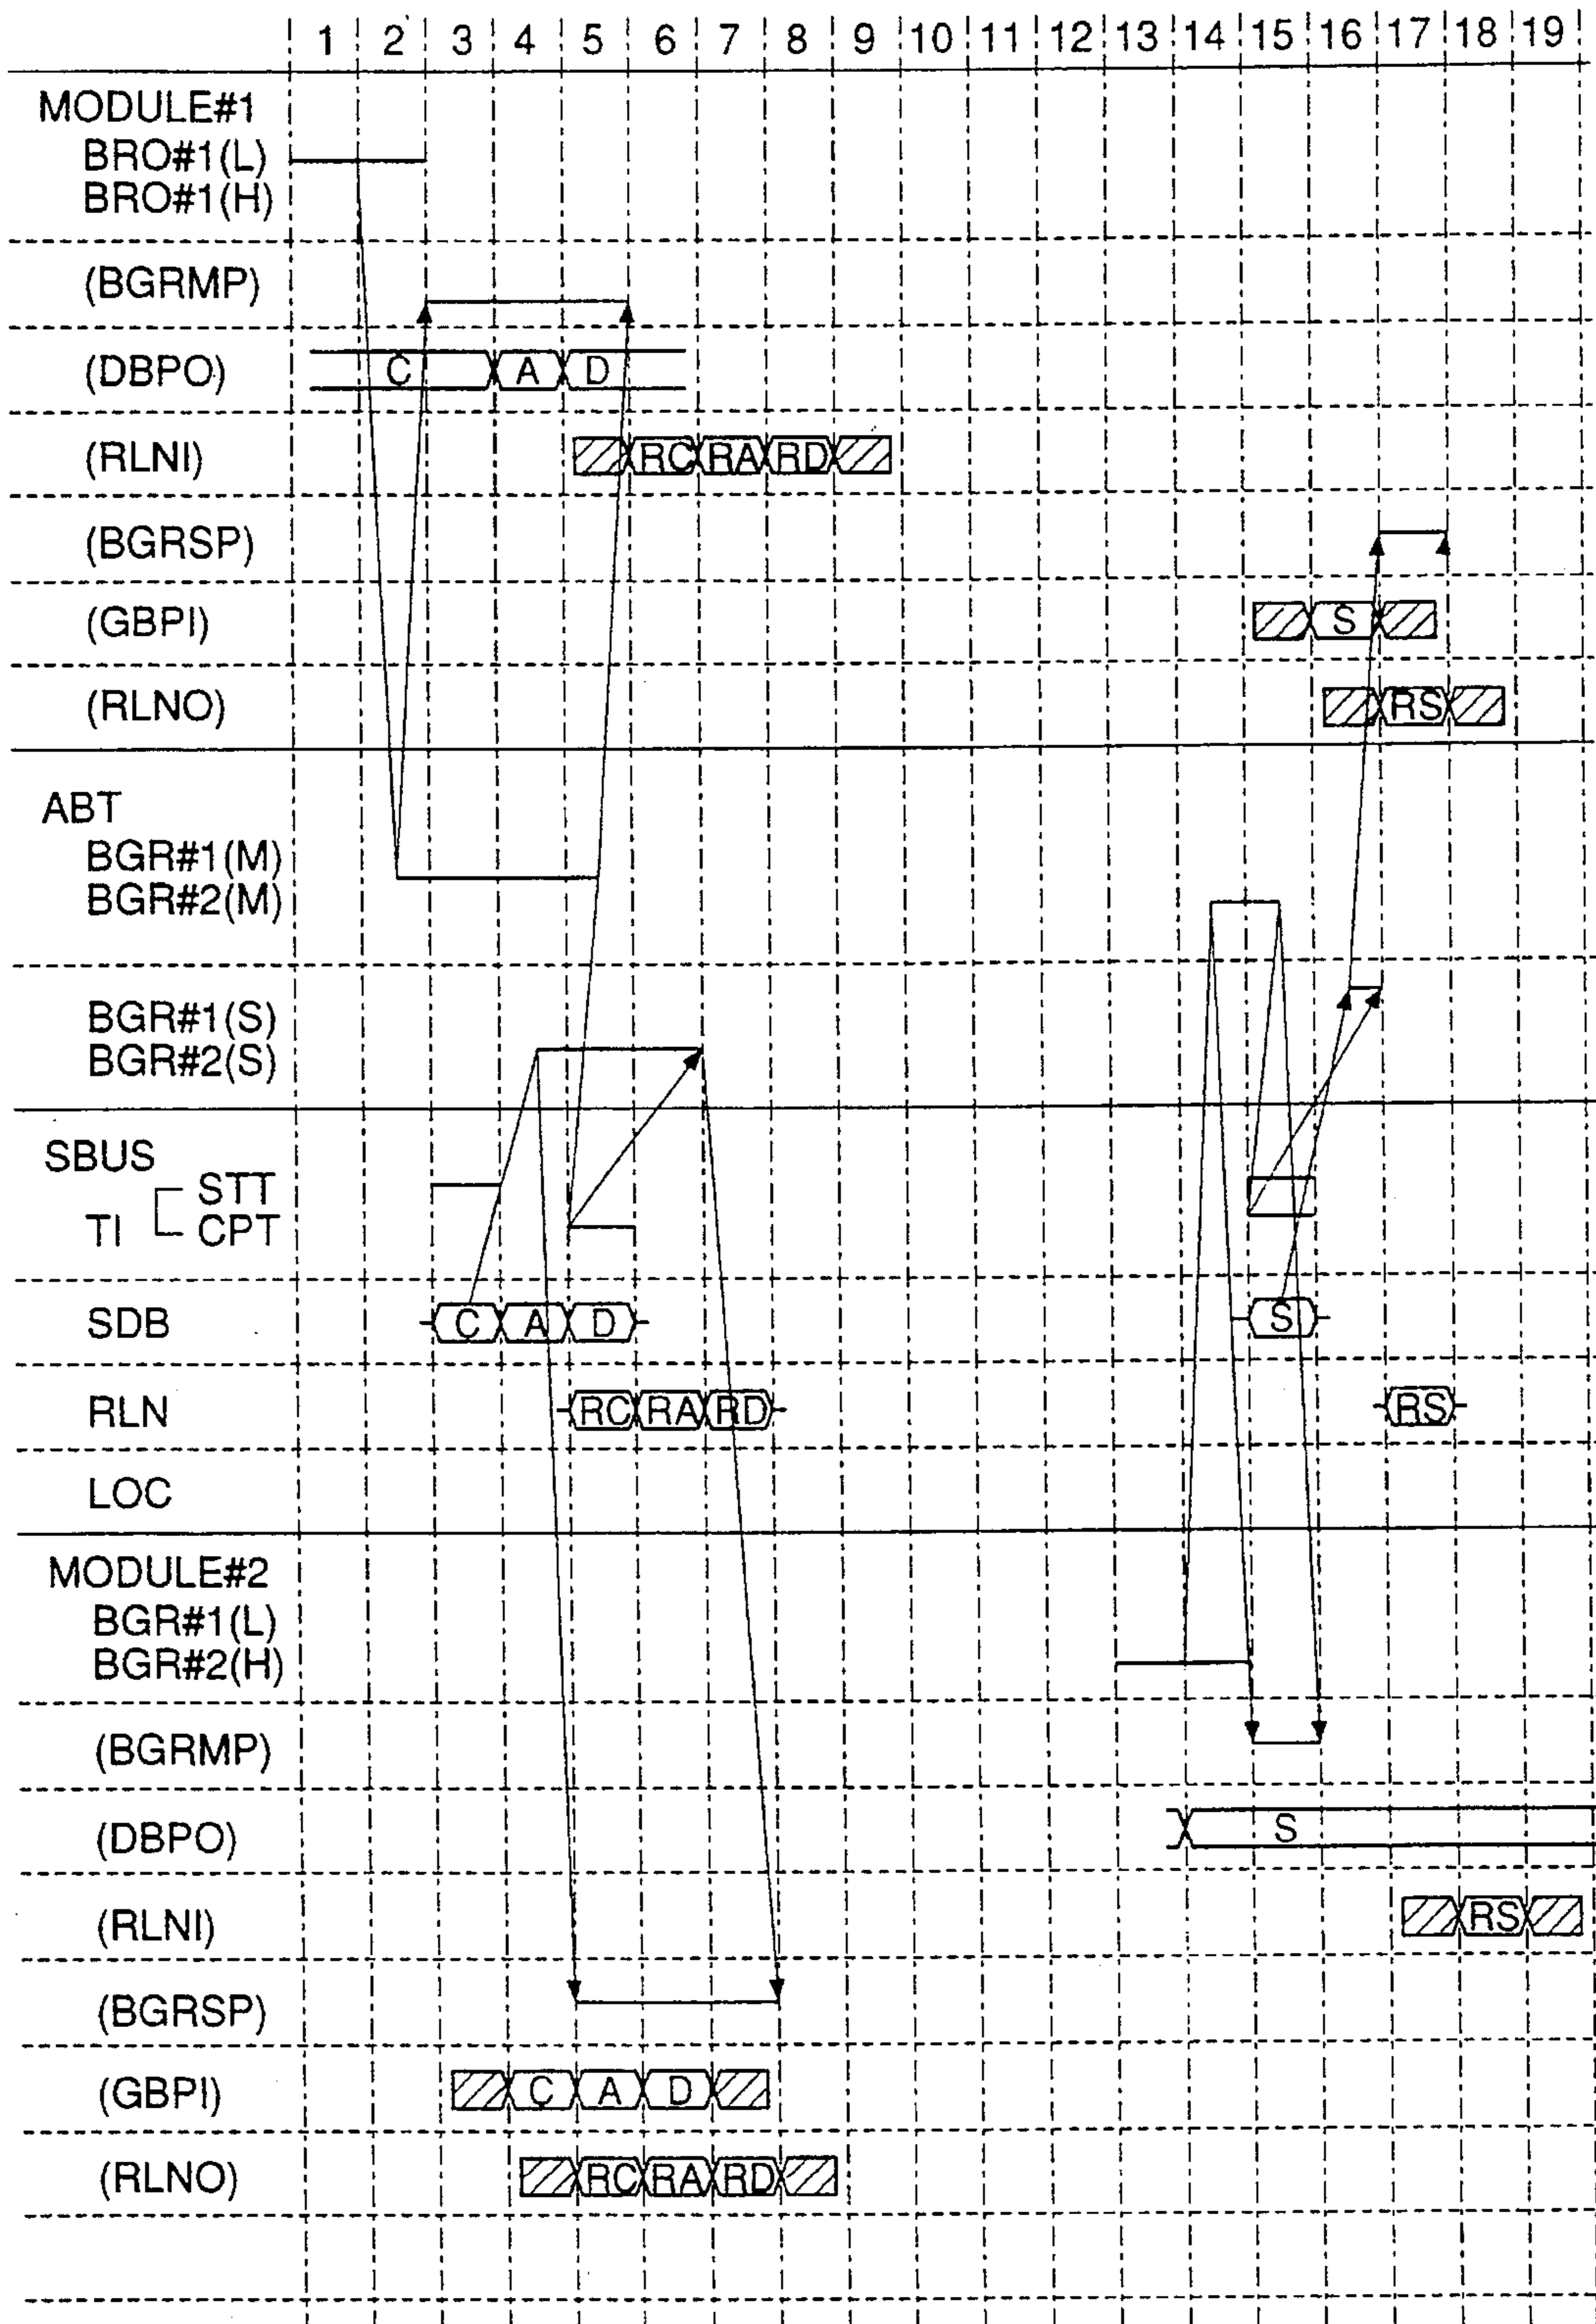 1 2 3 4 5 6 7 8 9 10 11 12 13 14 15 16 17 18 19
MODULE#1
BRO#1(L)
BRO#1(H)
(BGRMP)
(DBPO) C A D
(RLNI) RC RA RD
(BGRSP)
(GBPI) S
(RLNO) RS
ABT
BGR#1(M)
BGR#2(M)
BGR#1(S)
BGR#2(S)
SBUS
STT
TI CPT
SDB C A D S
RLN RC RA RD RS
LOC
MODULE#2
BGR#1(L)
BGR#2(H)
(BGRMP)
(DBPO) S
(RLNI) RS
(BGRSP)
(GBPI) C A D
(RLNO) RC RA RD